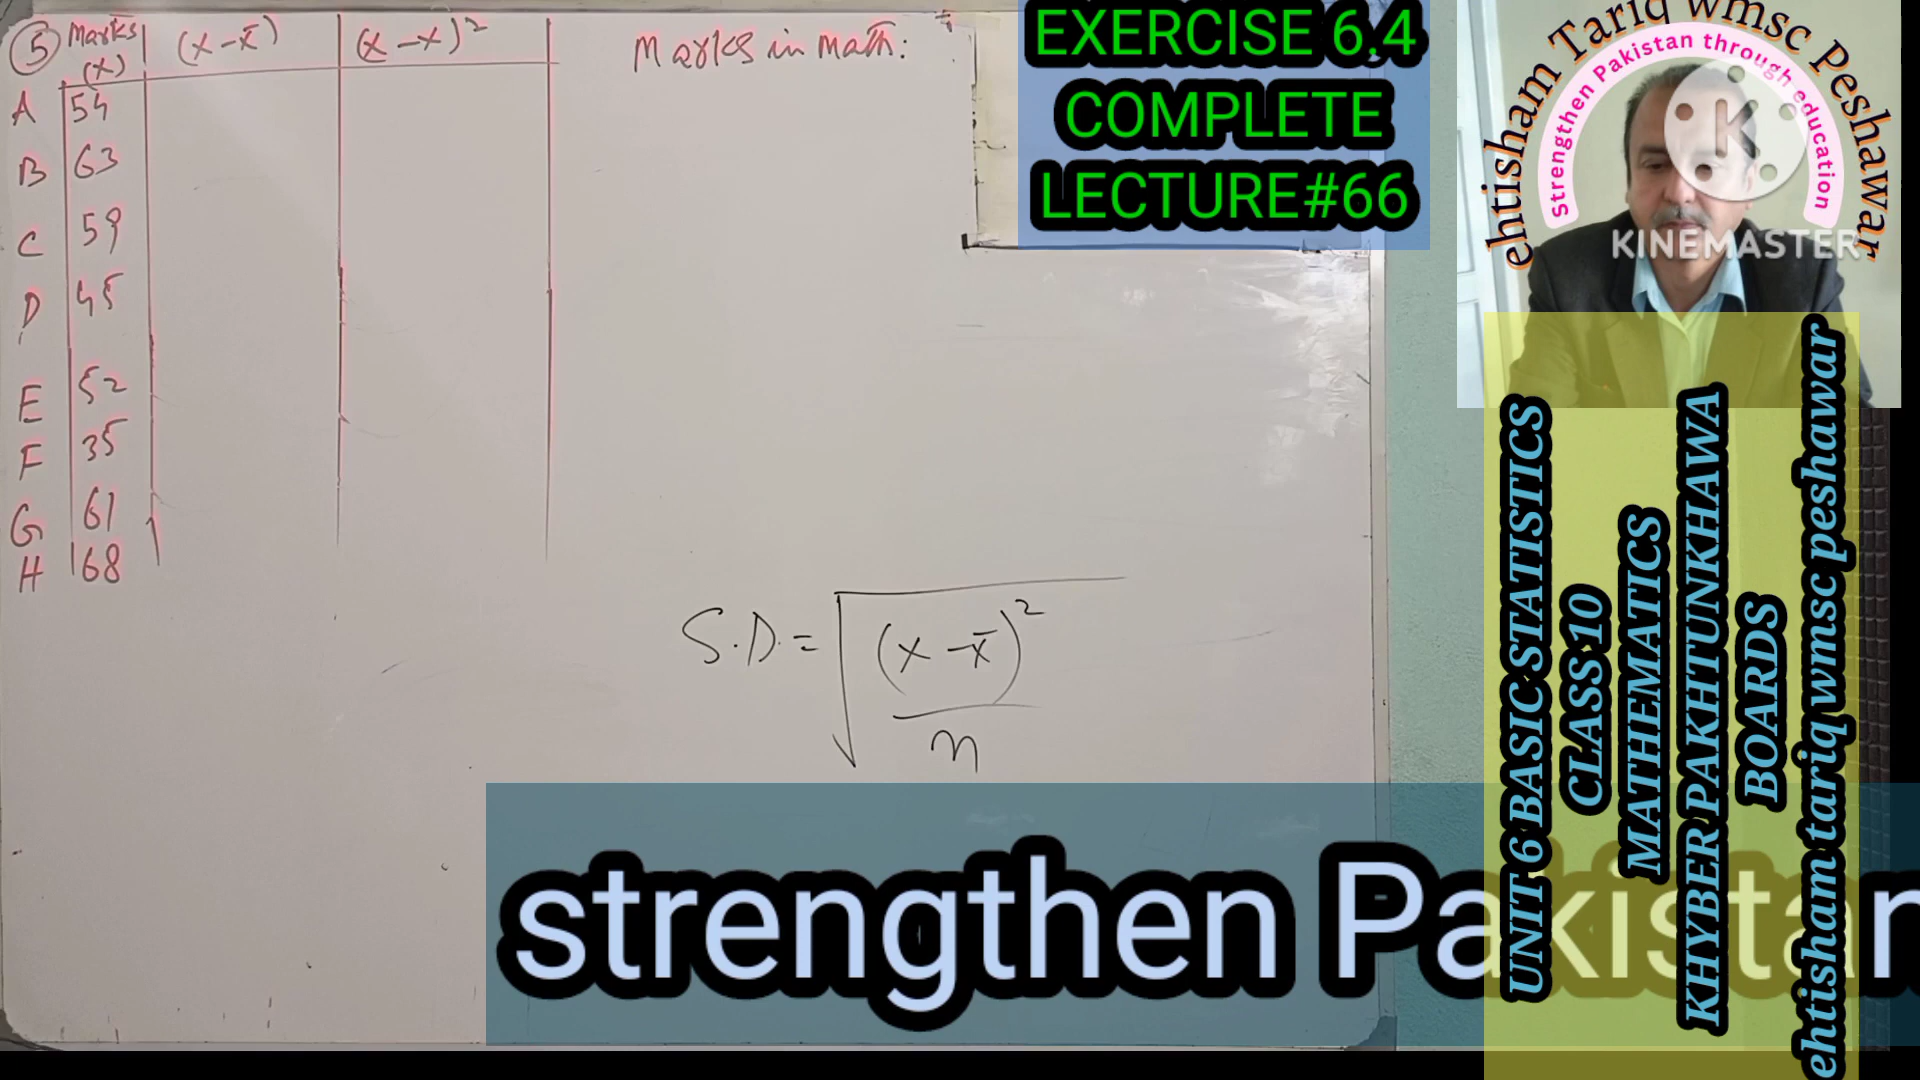 5 Marks (x) | (x - x̄) | (x - x)²
A 54
B 63
C 59
D 45
E 52
F 35
G 61
H 68
Marks in math:
S.D. = √((x - x̄)² / n)
EXERCISE 6.4
COMPLETE
LECTURE#66
ehtisham Tariq wmsc Peshawar
Strengthen Pakistan through education
K
KINEMASTER
UNIT 6 BASIC STATISTICS
CLASS 10
MATHEMATICS
KHYBER PAKHTUNKHAWA
BOARDS
ehtisham tariq wmsc peshawar
strengthen Pakistan